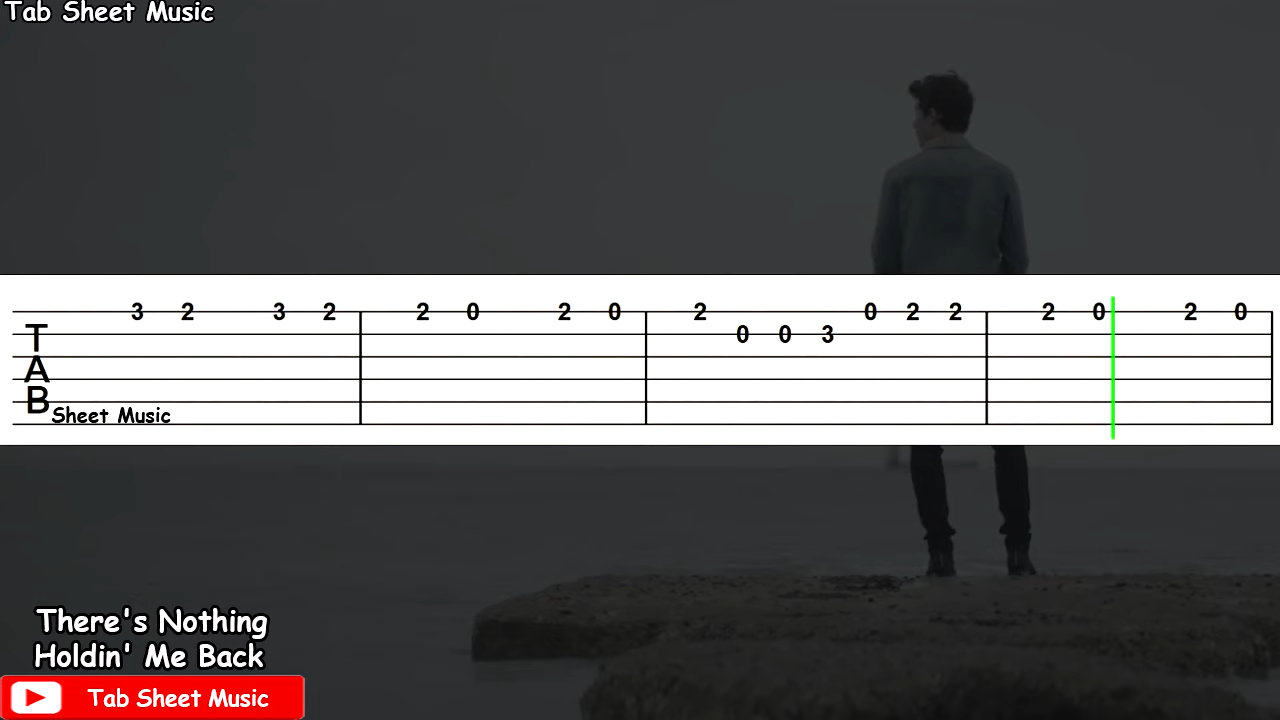 Tab Sheet Music
3 2 3 2 2 0 2 0 2 0 2 2 2 0 2 0
0 0 3
T
A
B
Sheet Music
There's Nothing
Holdin' Me Back
Tab Sheet Music